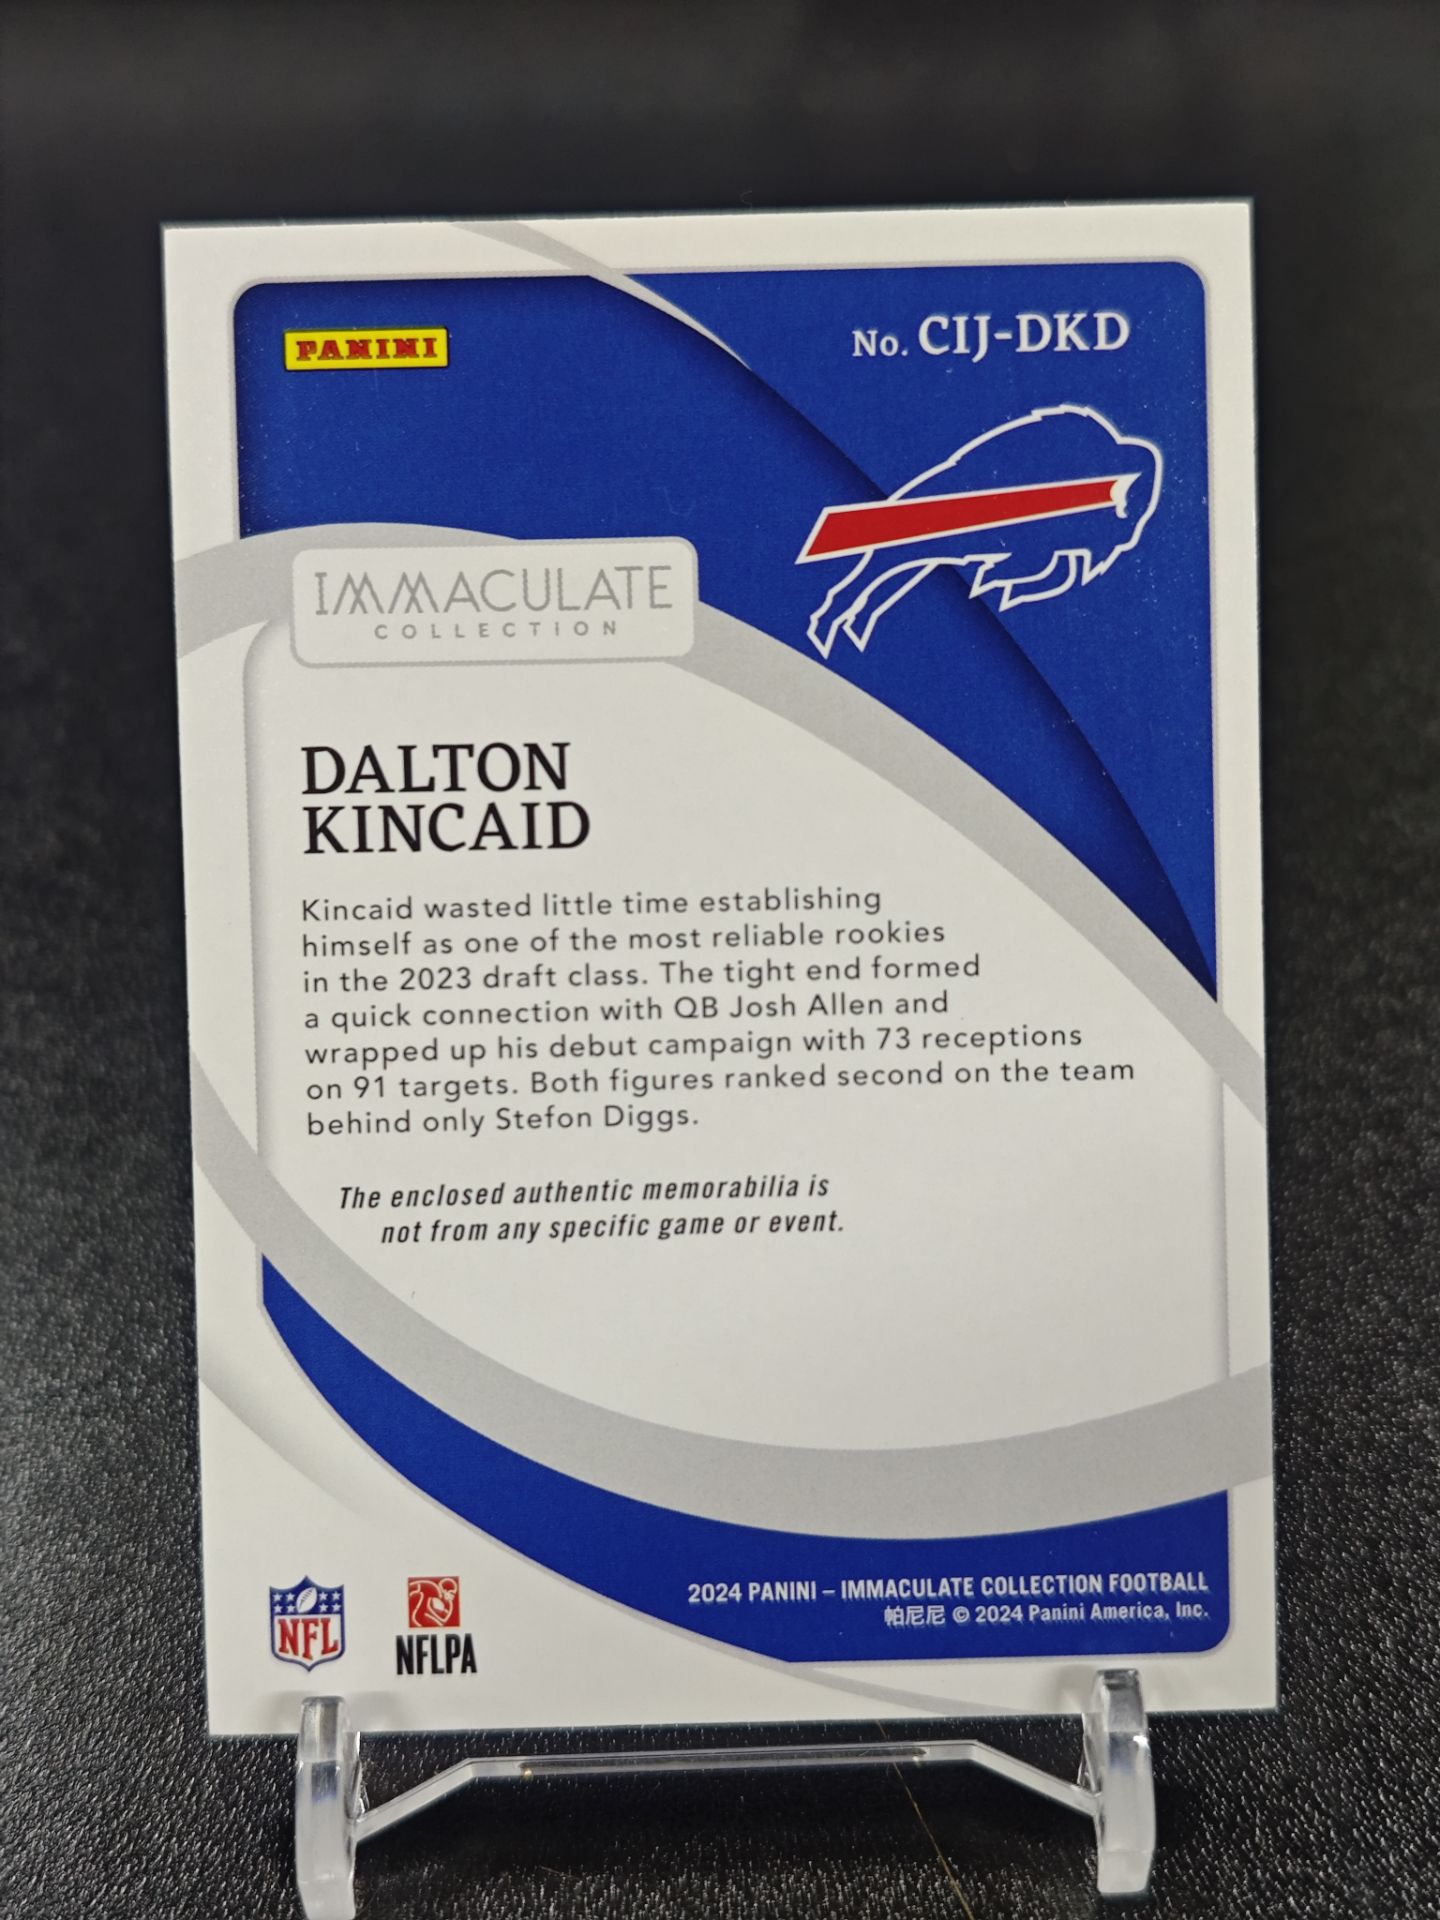 PANINI
No. CIJ-DKD
IMMACULATE
COLLECTION
DALTON
KINCAID
Kincaid wasted little time establishing
himself as one of the most reliable rookies
in the 2023 draft class. The tight end formed
a quick connection with QB Josh Allen and
wrapped up his debut campaign with 73 receptions
on 91 targets. Both figures ranked second on the team
behind only Stefon Diggs.
The enclosed authentic memorabilia is
not from any specific game or event.
2024 PANINI – IMMACULATE COLLECTION FOOTBALL
帕尼尼 © 2024 Panini America, Inc.
NFL
NFLPA